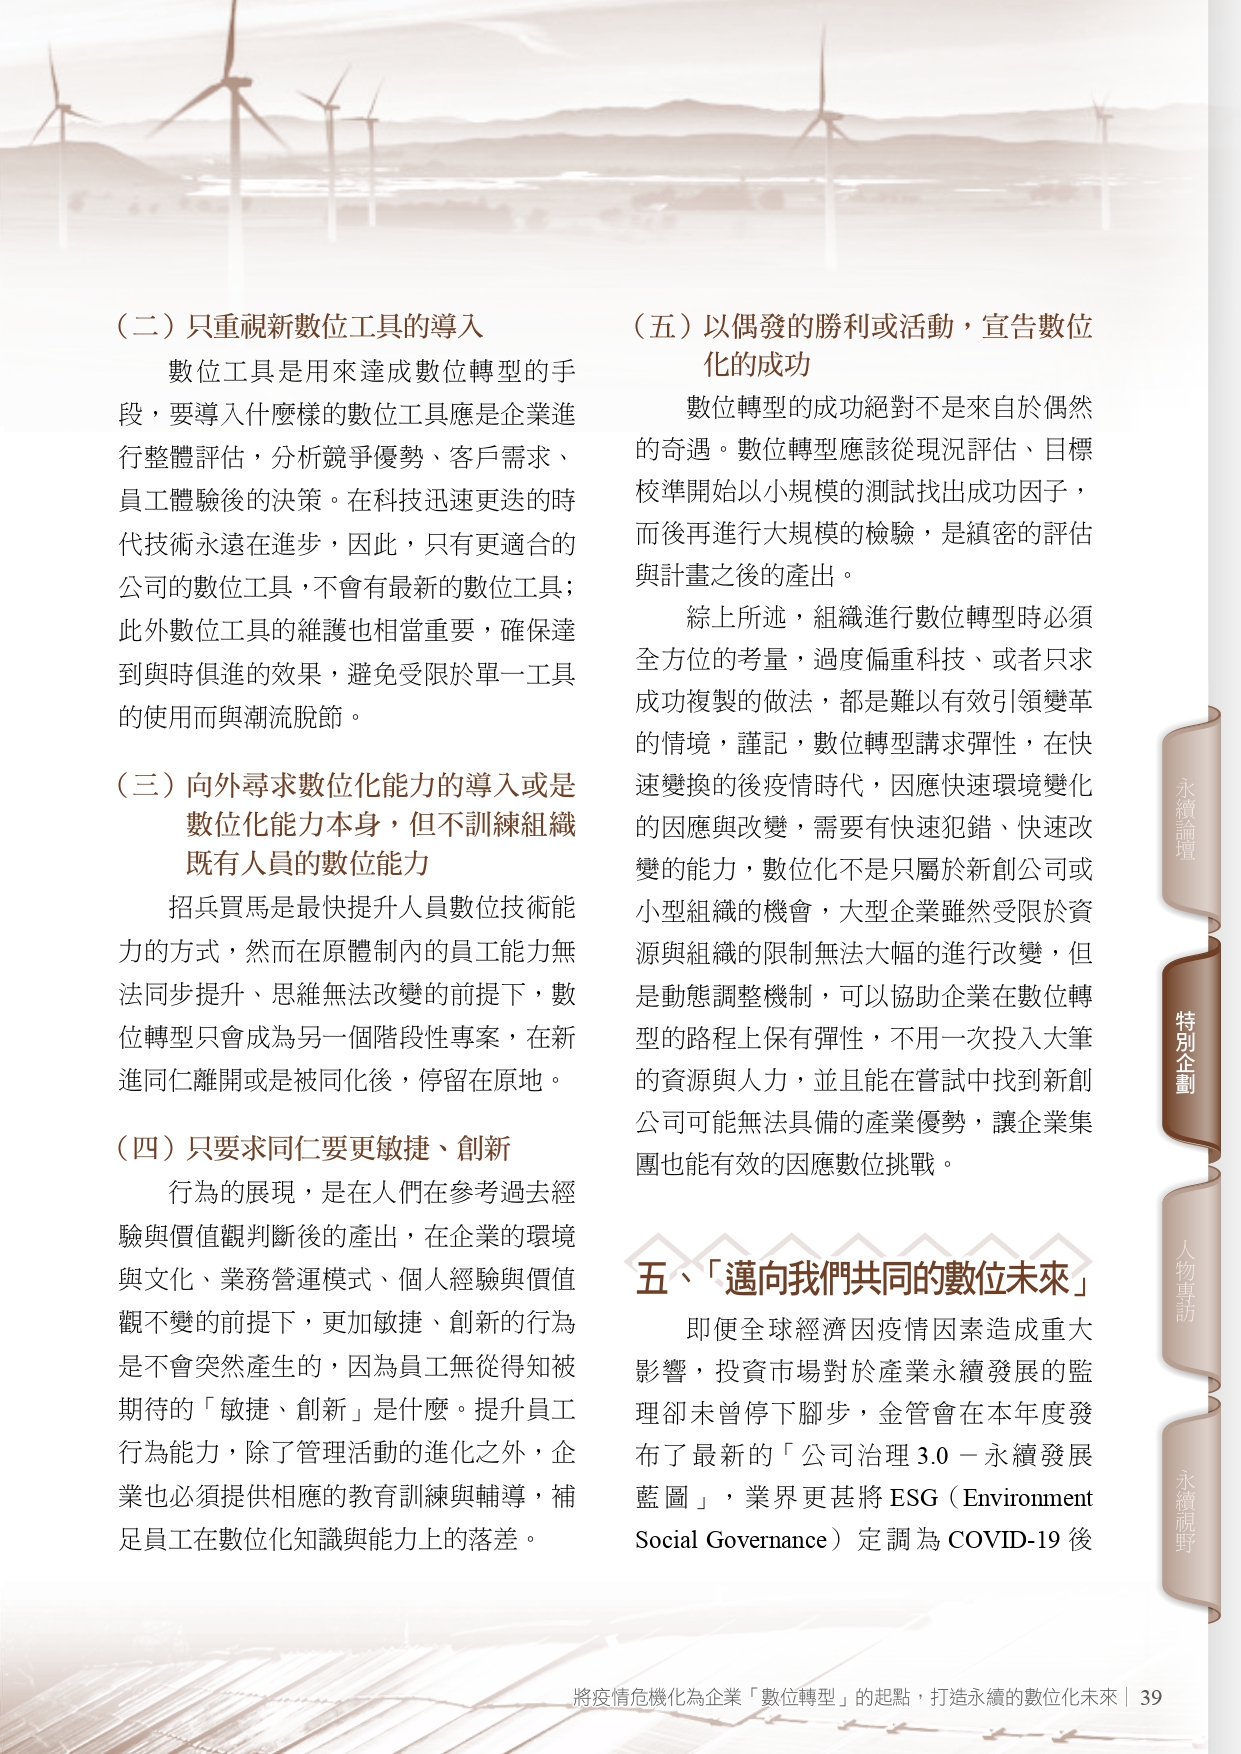 （二）只重視新數位工具的導入
數位工具是用來達成數位轉型的手
段，要導入什麼樣的數位工具應是企業進
行整體評估，分析競爭優勢、客戶需求、
員工體驗後的決策。在科技迅速更迭的時
代技術永遠在進步，因此，只有更適合的
公司的數位工具，不會有最新的數位工具；
此外數位工具的維護也相當重要，確保達
到與時俱進的效果，避免受限於單一工具
的使用而與潮流脫節。
（三）向外尋求數位化能力的導入或是
數位化能力本身，但不訓練組織
既有人員的數位能力
招兵買馬是最快提升人員數位技術能
力的方式，然而在原體制內的員工能力無
法同步提升、思維無法改變的前提下，數
位轉型只會成為另一個階段性專案，在新
進同仁離開或是被同化後，停留在原地。
（四）只要求同仁要更敏捷、創新
行為的展現，是在人們在參考過去經
驗與價值觀判斷後的產出，在企業的環境
與文化、業務營運模式、個人經驗與價值
觀不變的前提下，更加敏捷、創新的行為
是不會突然產生的，因為員工無從得知被
期待的「敏捷、創新」是什麼。提升員工
行為能力，除了管理活動的進化之外，企
業也必須提供相應的教育訓練與輔導，補
足員工在數位化知識與能力上的落差。
（五）以偶發的勝利或活動，宣告數位
化的成功
數位轉型的成功絕對不是來自於偶然
的奇遇。數位轉型應該從現況評估、目標
校準開始以小規模的測試找出成功因子，
而後再進行大規模的檢驗，是縝密的評估
與計畫之後的產出。
綜上所述，組織進行數位轉型時必須
全方位的考量，過度偏重科技、或者只求
成功複製的做法，都是難以有效引領變革
的情境，謹記，數位轉型講求彈性，在快
速變換的後疫情時代，因應快速環境變化
的因應與改變，需要有快速犯錯、快速改
變的能力，數位化不是只屬於新創公司或
小型組織的機會，大型企業雖然受限於資
源與組織的限制無法大幅的進行改變，但
是動態調整機制，可以協助企業在數位轉
型的路程上保有彈性，不用一次投入大筆
的資源與人力，並且能在嘗試中找到新創
公司可能無法具備的產業優勢，讓企業集
團也能有效的因應數位挑戰。
五、「邁向我們共同的數位未來」
即便全球經濟因疫情因素造成重大
影響，投資市場對於產業永續發展的監
理卻未曾停下腳步，金管會在本年度發
布了最新的「公司治理 3.0 － 永續發展
藍圖」，業界更甚將 ESG（Environment
Social Governance）定調為 COVID-19 後
永續論壇
特別企劃
人物專訪
永續視野
將疫情危機化為企業「數位轉型」的起點，打造永續的數位化未來｜39